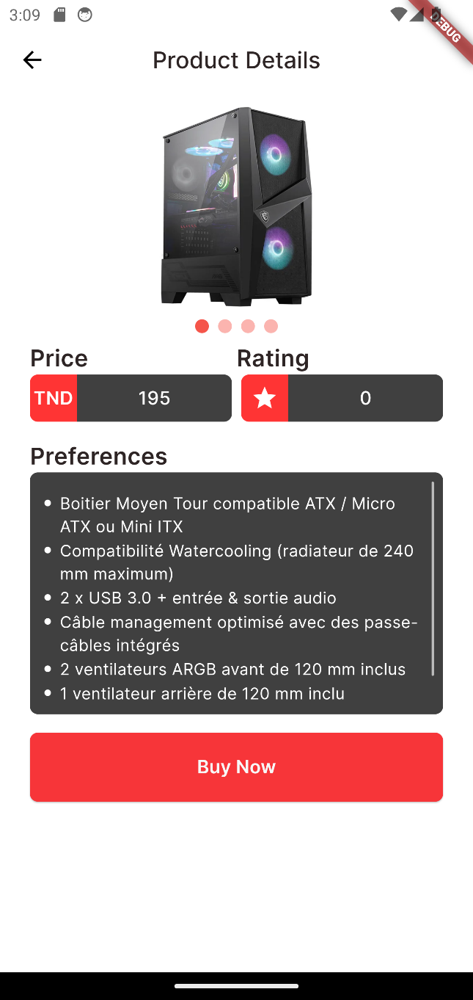 3:09
DEBUG
Product Details
Price
Rating
TND
195
0
Preferences
Boitier Moyen Tour compatible ATX / Micro
ATX ou Mini ITX
Compatibilité Watercooling (radiateur de 240
mm maximum)
2 x USB 3.0 + entrée & sortie audio
Câble management optimisé avec des passe-
câbles intégrés
2 ventilateurs ARGB avant de 120 mm inclus
1 ventilateur arrière de 120 mm inclu
Buy Now